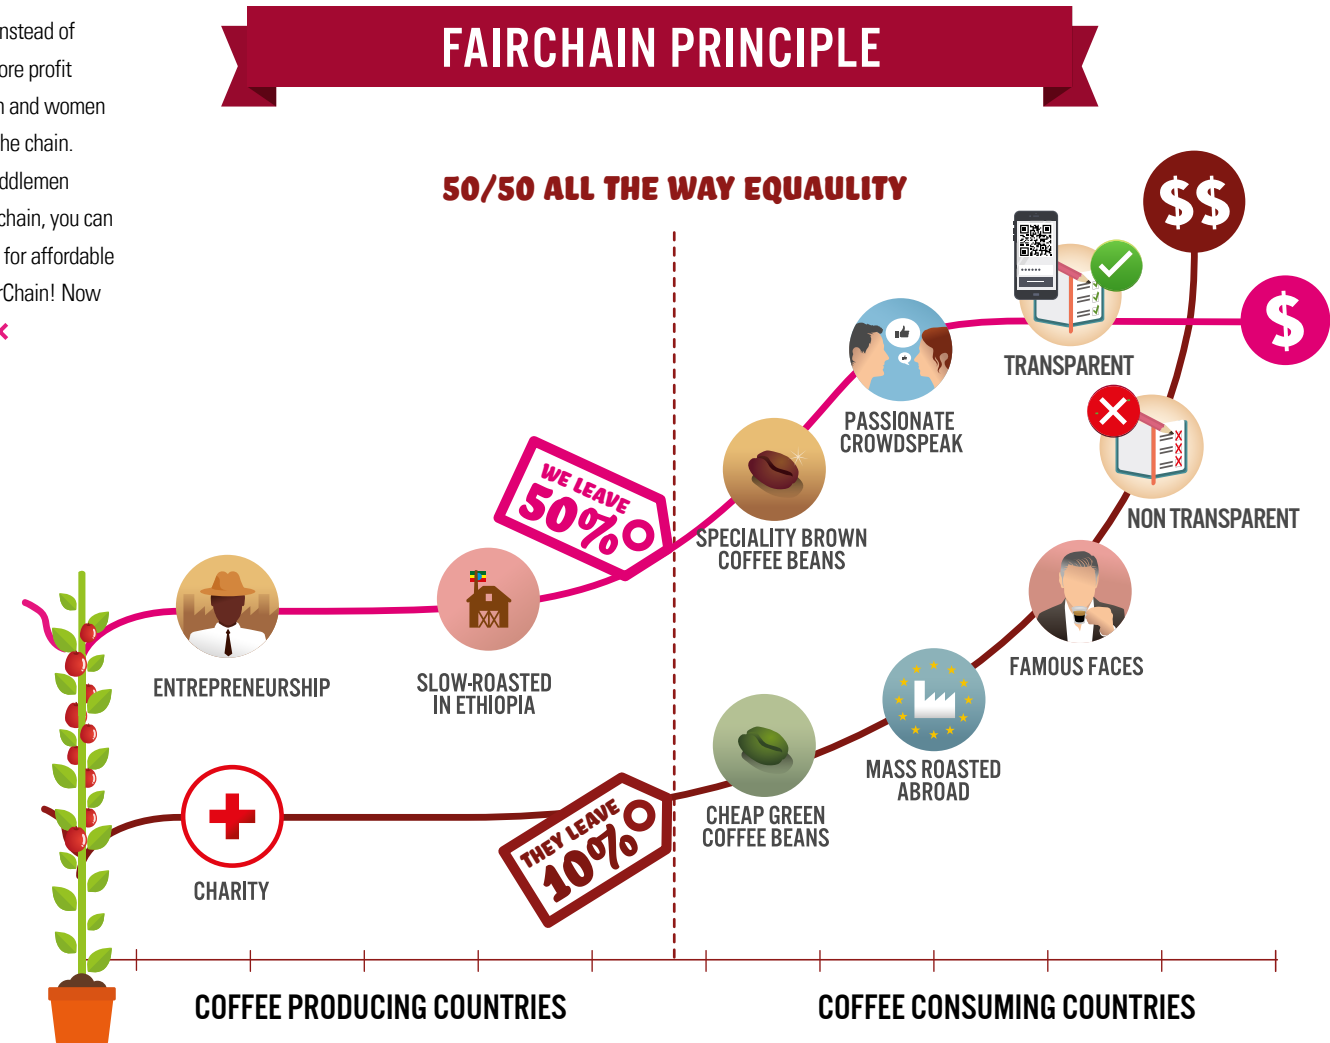 nstead of
ore profit
and women
he chain.
ddlemen
chain, you can
for affordable
Chain! Now
FAIRCHAIN PRINCIPLE
50/50 ALL THE WAY EQUAULITY
$$
$
TRANSPARENT
PASSIONATE
CROWDSPEAK
NON TRANSPARENT
WE LEAVE
50%
SPECIALITY BROWN
COFFEE BEANS
ENTREPRENEURSHIP
SLOW-ROASTED
IN ETHIOPIA
FAMOUS FACES
MASS ROASTED
ABROAD
THEY LEAVE
10%
CHEAP GREEN
COFFEE BEANS
CHARITY
COFFEE PRODUCING COUNTRIES
COFFEE CONSUMING COUNTRIES